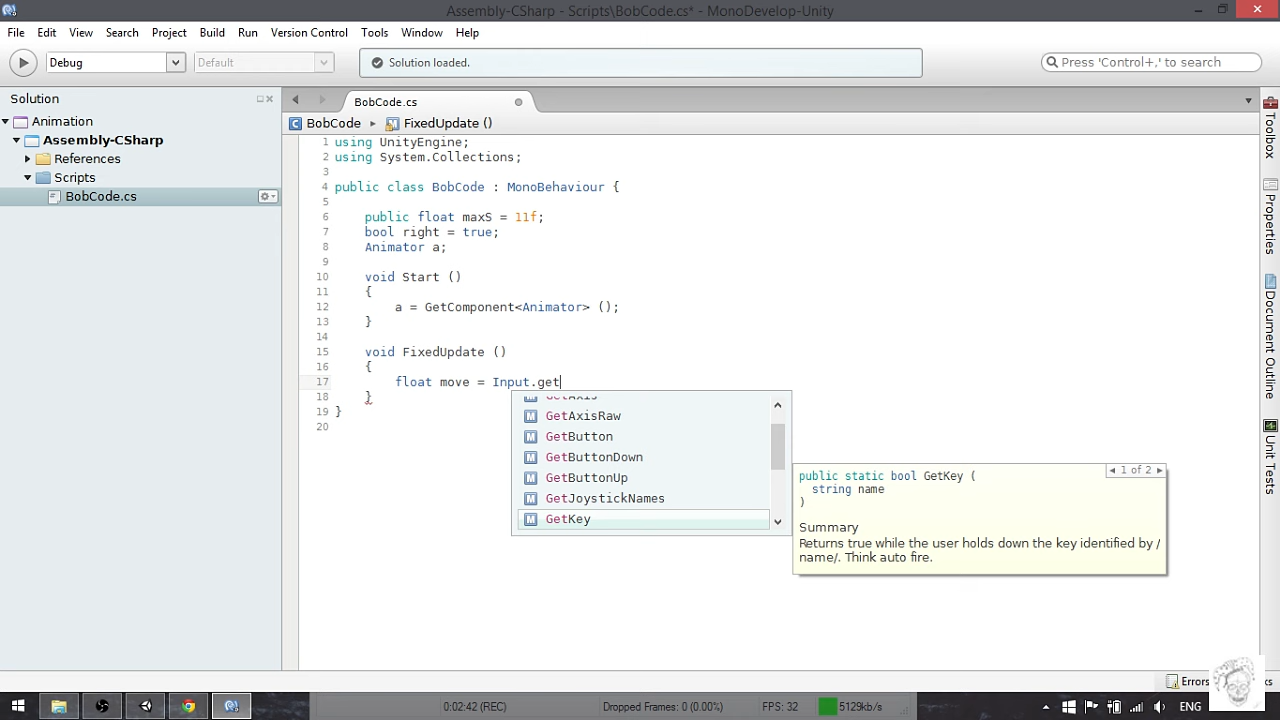 Assembly-CSharp - Scripts\BobCode.cs* - MonoDevelop-Unity
File Edit View Search Project Build Run Version Control Tools Window Help
Debug Default Solution loaded. Press 'Control+,' to search
Solution
BobCode.cs
Animation
BobCode FixedUpdate ()
Assembly-CSharp
References
Scripts
BobCode.cs
1 using UnityEngine;
2 using System.Collections;
3
4 public class BobCode : MonoBehaviour {
5
6 public float maxS = 11f;
7 bool right = true;
8 Animator a;
9
10 void Start ()
11 {
12 a = GetComponent<Animator> ();
13 }
14
15 void FixedUpdate ()
16 {
17 float move = Input.get
18 }
19 }
20
GetAxis
GetAxisRaw
GetButton
GetButtonDown
GetButtonUp
GetJoystickNames
GetKey
1 of 2
public static bool GetKey (
string name
)
Summary
Returns true while the user holds down the key identified by /
name/. Think auto fire.
Toolbox
Properties
Document Outline
Unit Tests
Errors
0:02:42 (REC) Dropped Frames: 0 (0.00%) FPS: 32 5129kb/s ENG